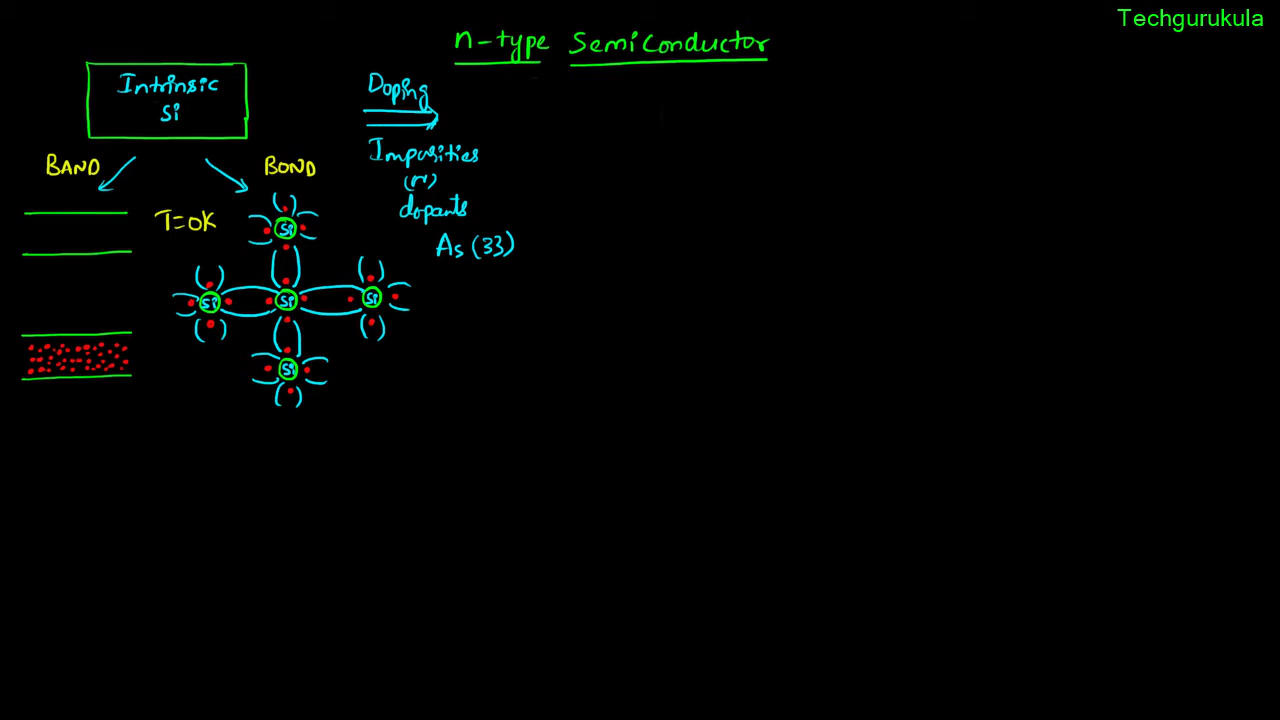 Techgurukula
n-type Semiconductor
Intrinsic
Si
Doping
Impurities
(or)
dopants
As (33)
BAND
BOND
T=0K
Si
Si
Si
Si
Si